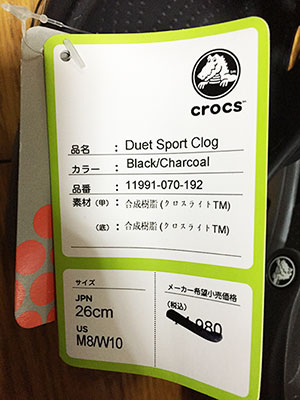 crocs™
品名 : Duet Sport Clog
カラー : Black/Charcoal
品番 : 11991-070-192
素材 (甲) : 合成樹脂 (クロスライトTM)
(底) : 合成樹脂 (クロスライトTM)
サイズ
JPN
26cm
US
M8/W10
メーカー希望小売価格
(税込)
980